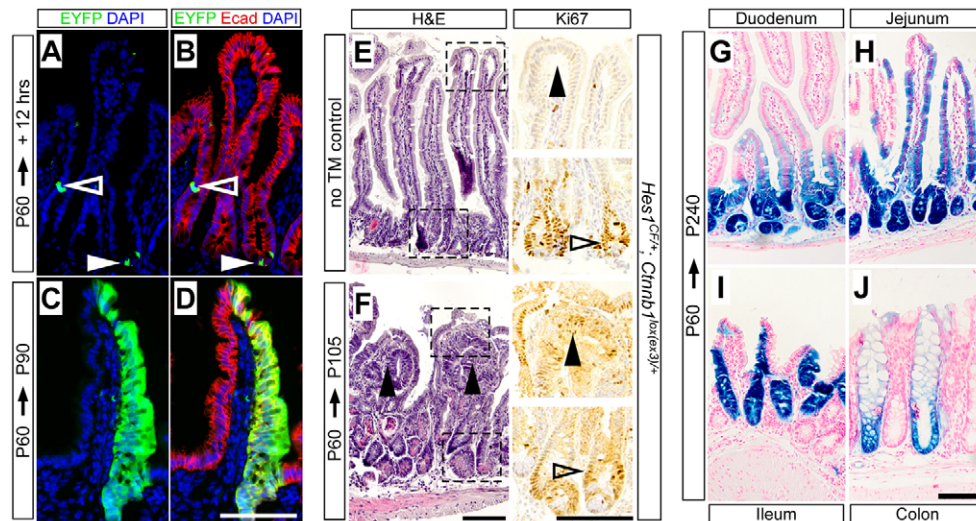 EYFP DAPI
EYFP Ecad DAPI
P60 → + 12 hrs
A
B
P60 → P90
C
D
H&E
Ki67
no TM control
E
P60 → P105
F
Hes1CF/+, Ctnnb1lox(ex3)/+
Duodenum
Jejunum
P60 → P240
G
H
I
J
Ileum
Colon